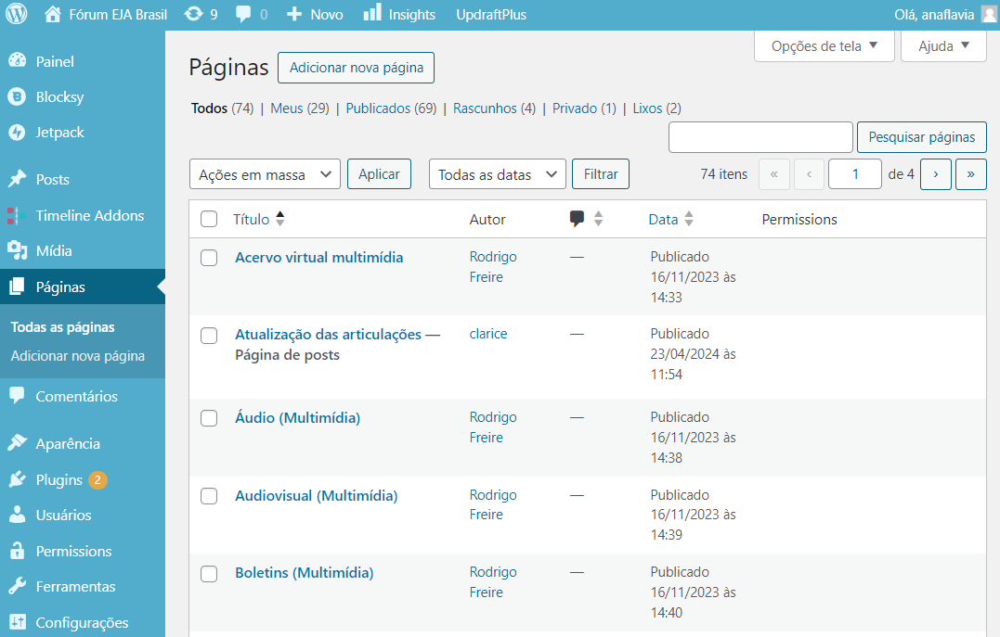 Fórum EJA Brasil 9 0 Novo Insights UpdraftPlus Olá, anaflavia
Opções de tela Ajuda
Painel
Blocksy
Jetpack
Posts
Timeline Addons
Mídia
Páginas
Todas as páginas
Adicionar nova página
Comentários
Aparência
Plugins 2
Usuários
Permissions
Ferramentas
Configurações
Páginas Adicionar nova página
Todos (74) | Meus (29) | Publicados (69) | Rascunhos (4) | Privado (1) | Lixos (2)
Pesquisar páginas
Ações em massa Aplicar Todas as datas Filtrar 74 itens « ‹ 1 de 4 › »
Título Autor Data Permissions
Acervo virtual multimídia Rodrigo — Publicado
Freire 16/11/2023 às
14:33
Atualização das articulações — clarice — Publicado
Página de posts 23/04/2024 às
11:54
Áudio (Multimídia) Rodrigo — Publicado
Freire 16/11/2023 às
14:38
Audiovisual (Multimídia) Rodrigo — Publicado
Freire 16/11/2023 às
14:39
Boletins (Multimídia) Rodrigo — Publicado
Freire 16/11/2023 às
14:40